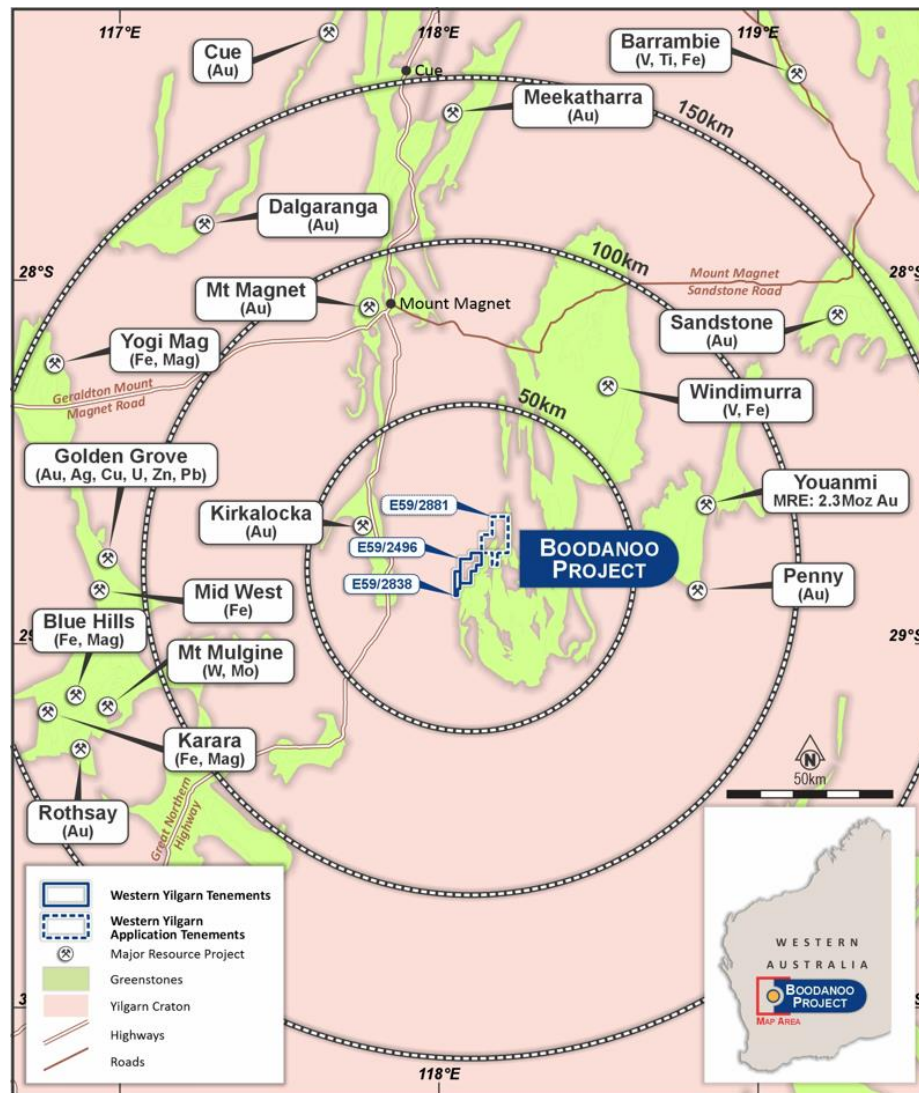 117°E
118°E
119°E
Cue
(Au)
Cue
Barrambie
(V, Ti, Fe)
Meekatharra
(Au)
150km
Dalgaranga
(Au)
28°S
28°S
100km
Mount Magnet
Sandstone Road
Mt Magnet
(Au)
Mount Magnet
Sandstone
(Au)
Yogi Mag
(Fe, Mag)
Geraldton Mount
Magnet Road
Windimurra
(V, Fe)
50km
Golden Grove
(Au, Ag, Cu, U, Zn, Pb)
Youanmi
MRE: 2.3Moz Au
Kirkalocka
(Au)
E59/2881
E59/2496
E59/2838
BOODANOO
PROJECT
Mid West
(Fe)
Penny
(Au)
Blue Hills
(Fe, Mag)
29°S
Mt Mulgine
(W, Mo)
Karara
(Fe, Mag)
Rothsay
(Au)
Great Northern
Highway
N
50km
Western Yilgarn Tenements
Western Yilgarn
Application Tenements
Major Resource Project
Greenstones
Yilgarn Craton
Highways
Roads
118°E
119°E
WESTERN
AUSTRALIA
BOODANOO
PROJECT
MAP AREA